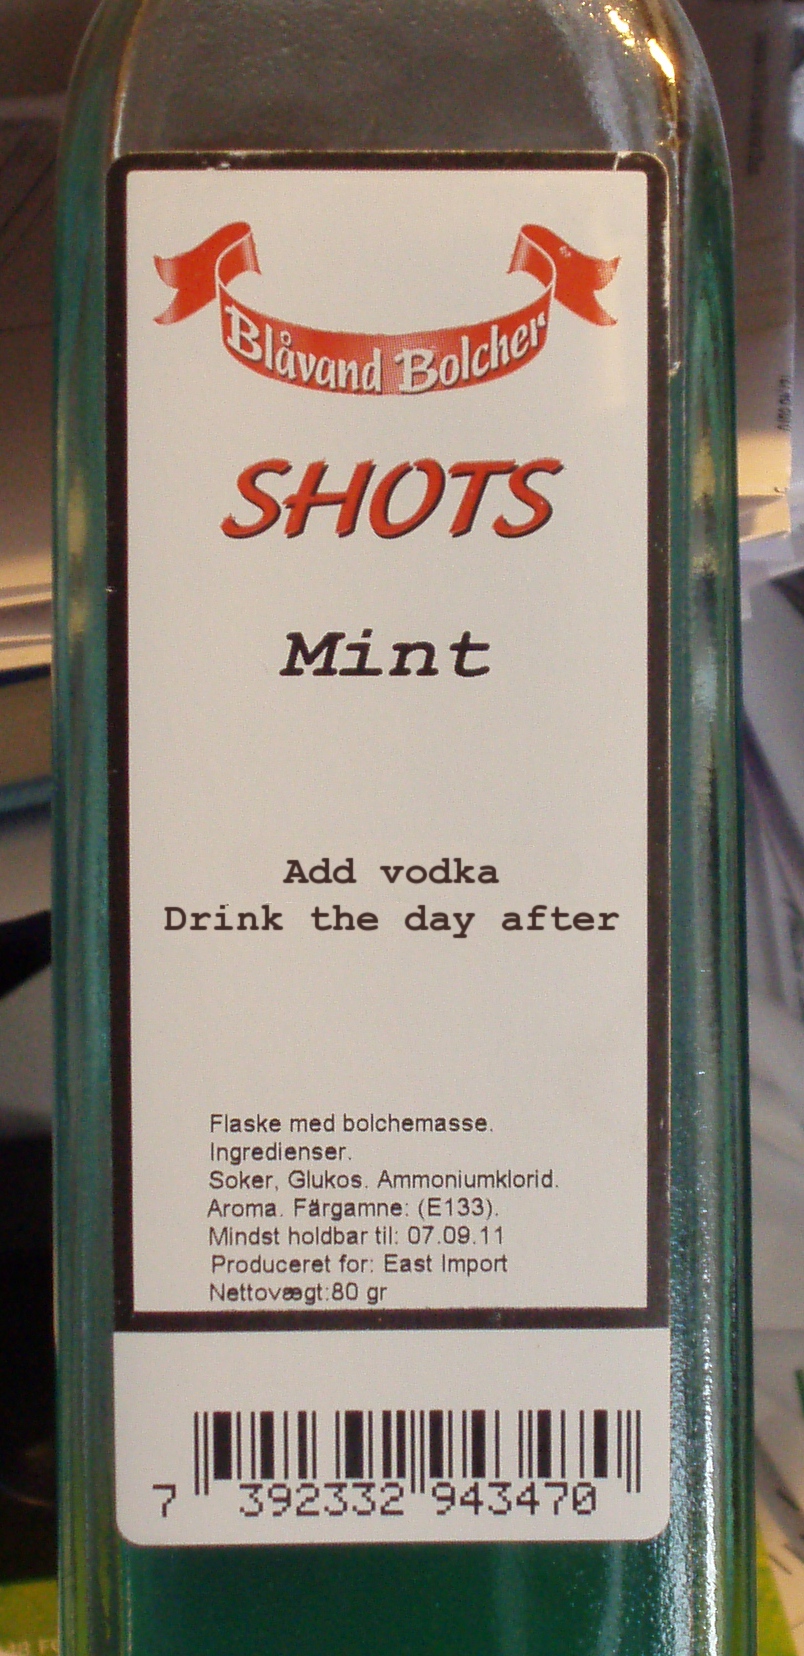 Blåvand Bolcher
SHOTS
Mint
Add vodka
Drink the day after
Flaske med bolchemasse.
Ingredienser.
Soker, Glukos. Ammoniumklorid.
Aroma. Färgamne: (E133).
Mindst holdbar til: 07.09.11
Produceret for: East Import
Nettovægt:80 gr
7 392332 943470